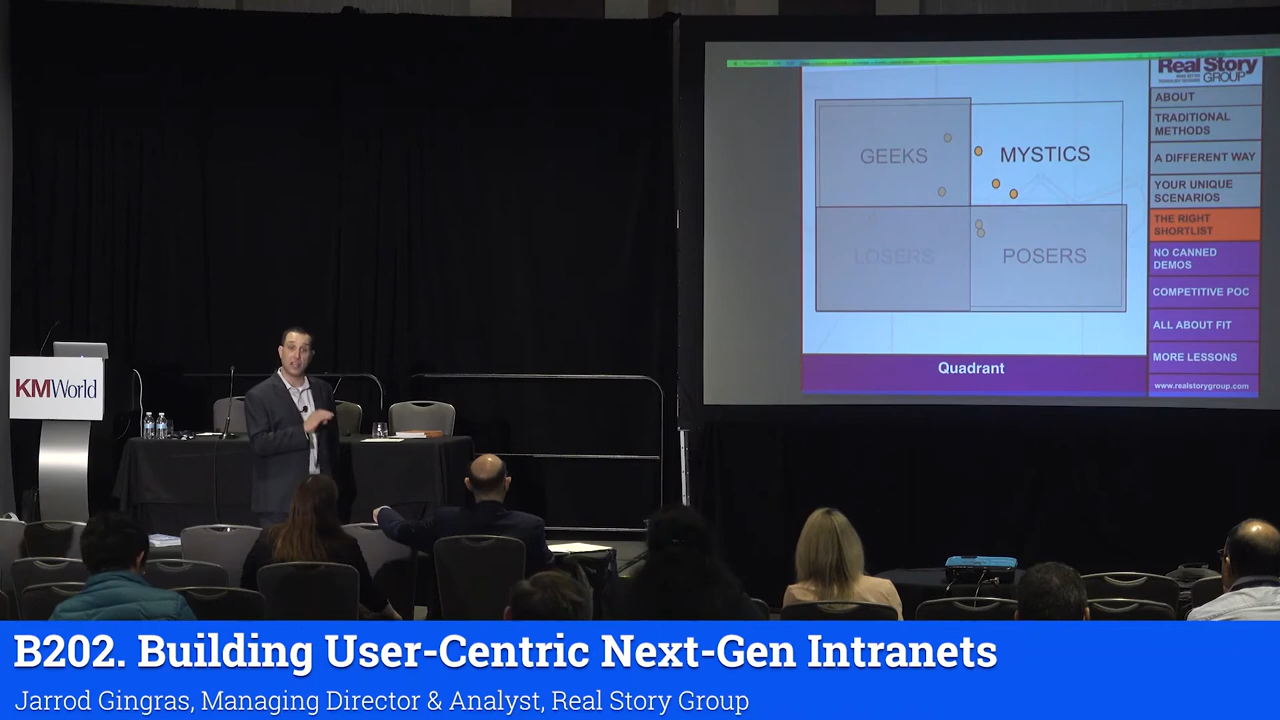 Real Story
GROUP
ABOUT
TRADITIONAL
METHODS
A DIFFERENT WAY
YOUR UNIQUE
SCENARIOS
THE RIGHT
SHORTLIST
NO CANNED
DEMOS
COMPETITIVE POC
ALL ABOUT FIT
MORE LESSONS
www.realstorygroup.com
GEEKS
MYSTICS
LOSERS
POSERS
Quadrant
KMWorld
B202. Building User-Centric Next-Gen Intranets
Jarrod Gingras, Managing Director & Analyst, Real Story Group